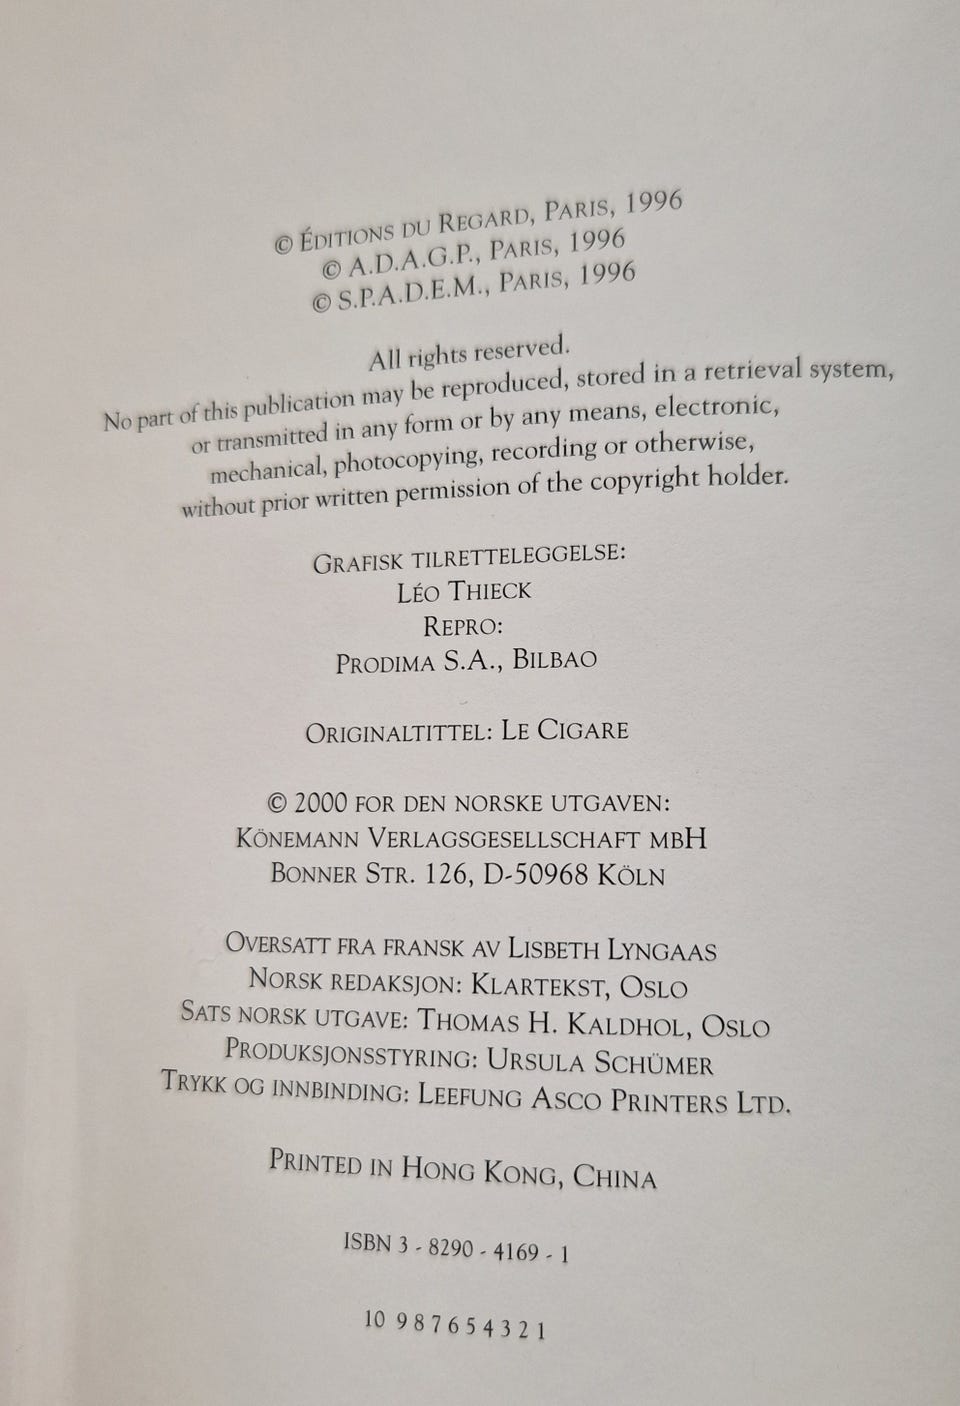 © Éditions du Regard, Paris, 1996
© A.D.A.G.P., Paris, 1996
© S.P.A.D.E.M., Paris, 1996
All rights reserved.
No part of this publication may be reproduced, stored in a retrieval system,
or transmitted in any form or by any means, electronic,
mechanical, photocopying, recording or otherwise,
without prior written permission of the copyright holder.
Grafisk tilretteleggelse:
Léo Thieck
Repro:
Prodima S.A., Bilbao
Originaltittel: Le Cigare
© 2000 for den norske utgaven:
Könemann Verlagsgesellschaft mbH
Bonner Str. 126, D-50968 Köln
Oversatt fra fransk av Lisbeth Lyngaas
Norsk redaksjon: Klartekst, Oslo
Sats norsk utgave: Thomas H. Kaldhol, Oslo
Produksjonsstyring: Ursula Schümer
Trykk og innbinding: Leefung Asco Printers Ltd.
Printed in Hong Kong, China
ISBN 3 - 8290 - 4169 - 1
10 9 8 7 6 5 4 3 2 1